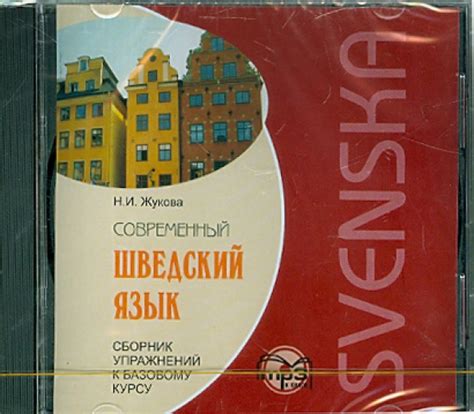 Н.И. Жукова
СОВРЕМЕННЫЙ
ШВЕДСКИЙ
ЯЗЫК
СБОРНИК
УПРАЖНЕНИЙ
К БАЗОВОМУ
КУРСУ
SVENSKA
mp3